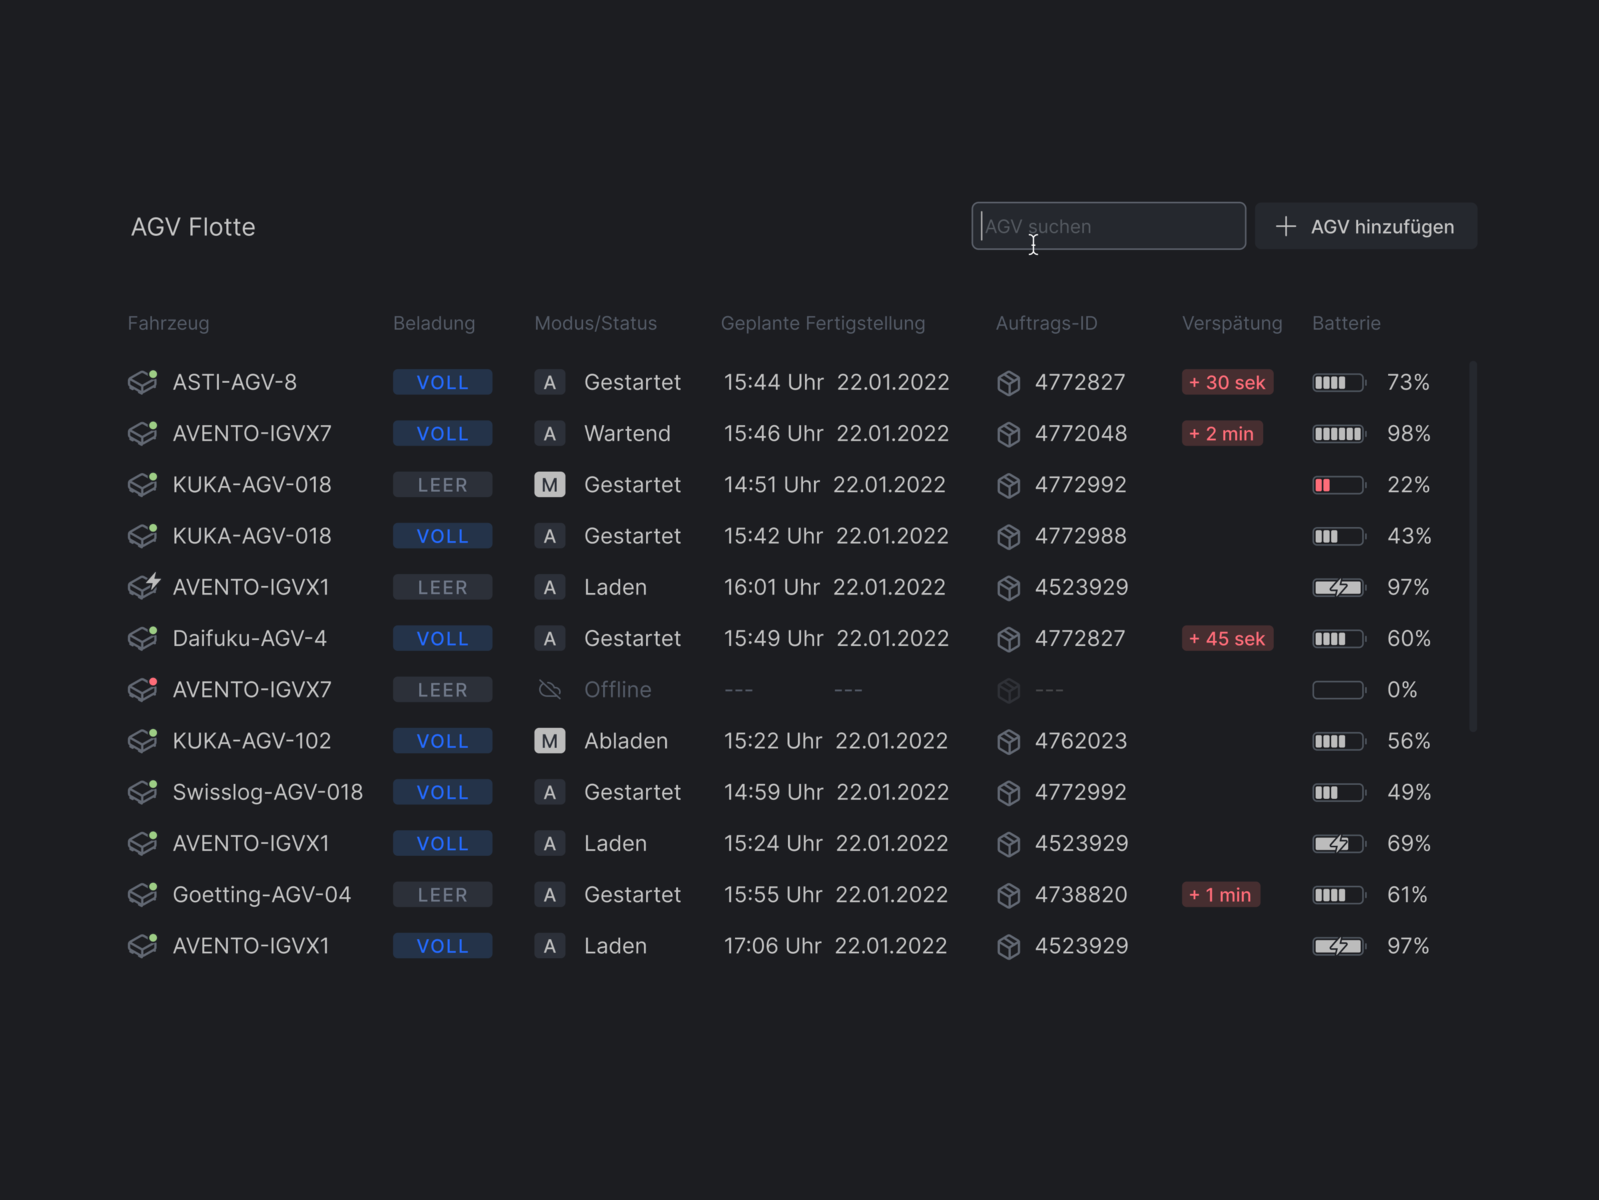 AGV Flotte
AGV suchen
AGV hinzufügen
Fahrzeug Beladung Modus/Status Geplante Fertigstellung Auftrags-ID Verspätung Batterie
ASTI-AGV-8 VOLL A Gestartet 15:44 Uhr 22.01.2022 4772827 + 30 sek 73%
AVENTO-IGVX7 VOLL A Wartend 15:46 Uhr 22.01.2022 4772048 + 2 min 98%
KUKA-AGV-018 LEER M Gestartet 14:51 Uhr 22.01.2022 4772992 22%
KUKA-AGV-018 VOLL A Gestartet 15:42 Uhr 22.01.2022 4772988 43%
AVENTO-IGVX1 LEER A Laden 16:01 Uhr 22.01.2022 4523929 97%
Daifuku-AGV-4 VOLL A Gestartet 15:49 Uhr 22.01.2022 4772827 + 45 sek 60%
AVENTO-IGVX7 LEER Offline --- --- --- 0%
KUKA-AGV-102 VOLL M Abladen 15:22 Uhr 22.01.2022 4762023 56%
Swisslog-AGV-018 VOLL A Gestartet 14:59 Uhr 22.01.2022 4772992 49%
AVENTO-IGVX1 VOLL A Laden 15:24 Uhr 22.01.2022 4523929 69%
Goetting-AGV-04 LEER A Gestartet 15:55 Uhr 22.01.2022 4738820 + 1 min 61%
AVENTO-IGVX1 VOLL A Laden 17:06 Uhr 22.01.2022 4523929 97%